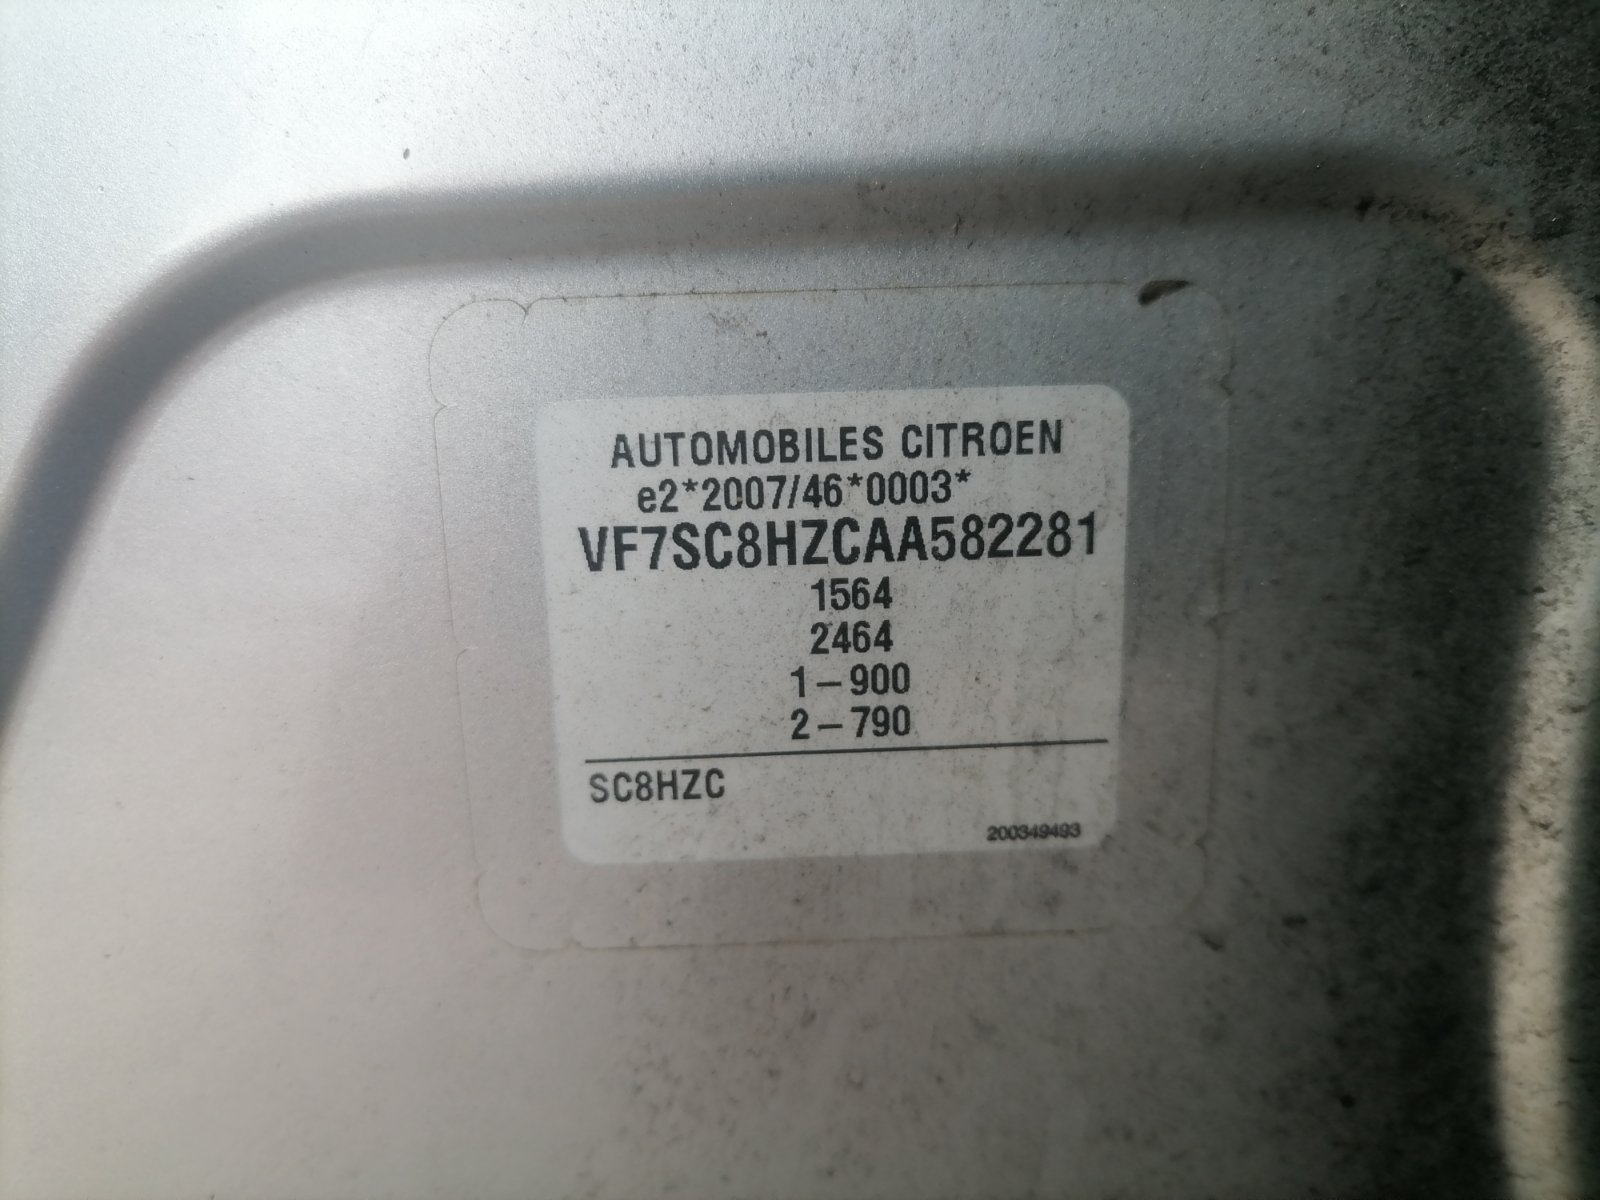 AUTOMOBILES CITROEN
e2*2007/46*0003*
VF7SC8HZCAA582281
1564
2464
1-900
2-790
SC8HZC
200349493